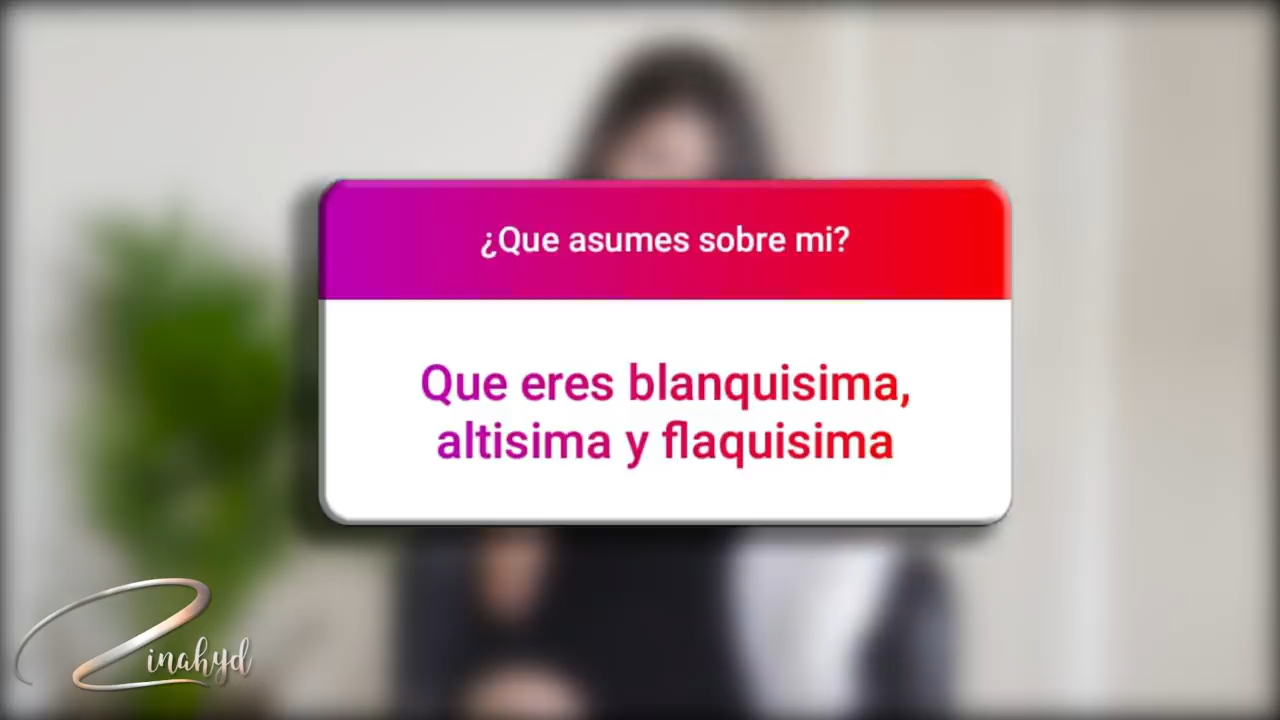 ¿Que asumes sobre mi?
Que eres blanquisima,
altisima y flaquisima
Zinahyd